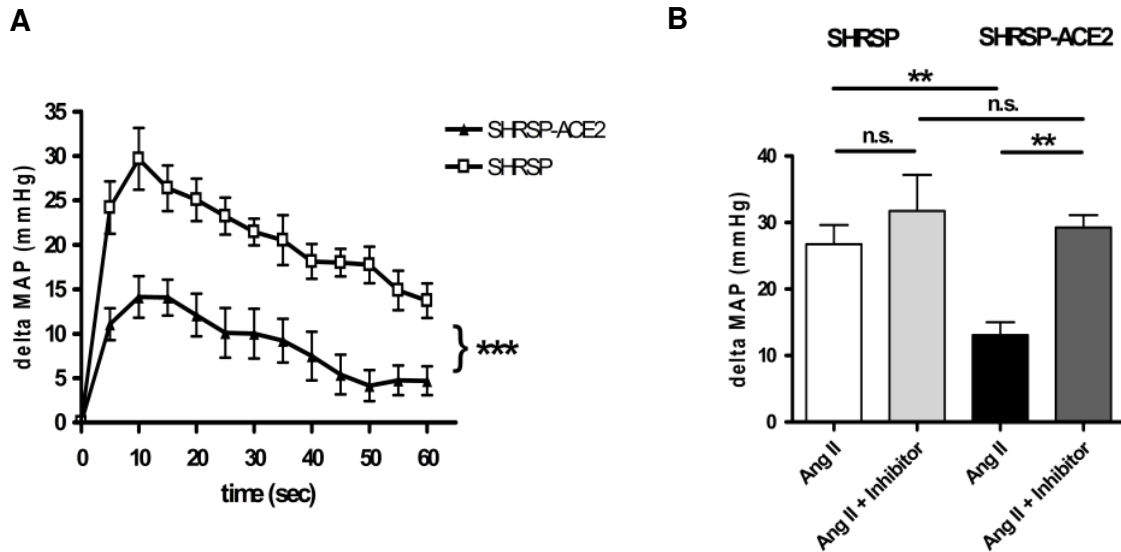 A
delta MAP (mmHg)
35
30
25
20
15
10
5
0
0 10 20 30 40 50 60
time (sec)
SHRSP-ACE2
SHRSP
***
B
SHRSP SHRSP-ACE2
**
n.s.
n.s. **
delta MAP (mmHg)
40
30
20
10
0
Ang II
Ang II + Inhibitor
Ang II
Ang II + Inhibitor